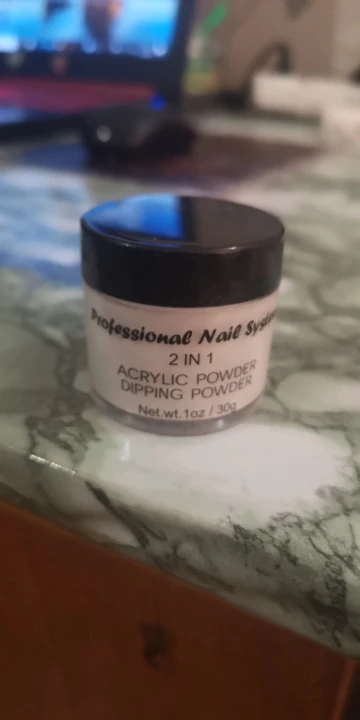 Professional Nail System
2 IN 1
ACRYLIC POWDER
DIPPING POWDER
Net.wt.1oz / 30g